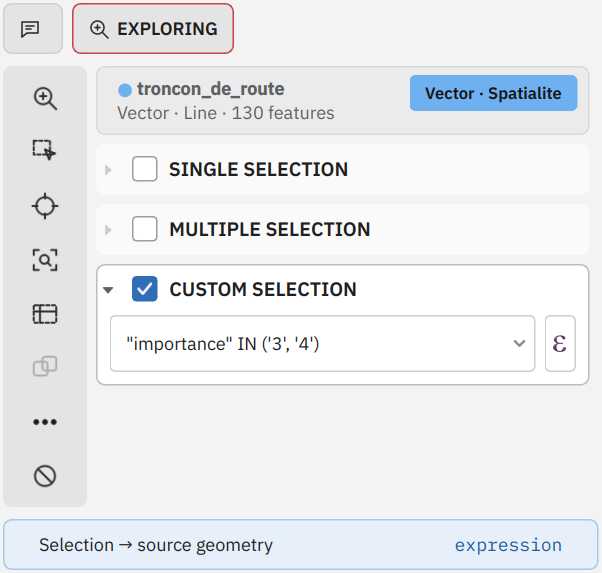 EXPLORING
troncon_de_route
Vector · Line · 130 features
Vector · Spatialite
SINGLE SELECTION
MULTIPLE SELECTION
CUSTOM SELECTION
"importance" IN ('3', '4')
ε
Selection → source geometry
expression